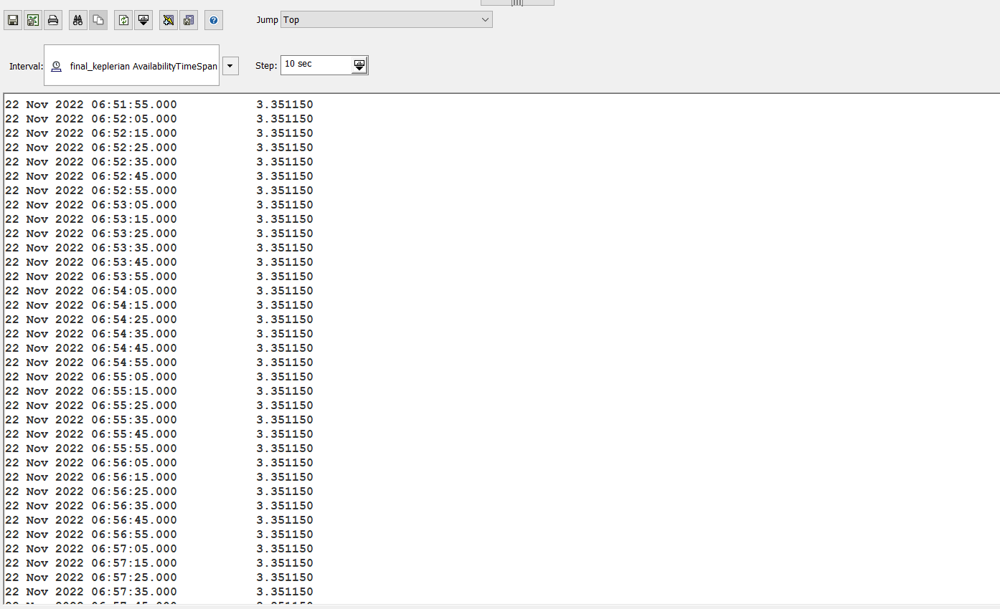 Jump Top
Interval: final_keplerian AvailabilityTimeSpan Step: 10 sec
22 Nov 2022 06:51:55.000 3.351150
22 Nov 2022 06:52:05.000 3.351150
22 Nov 2022 06:52:15.000 3.351150
22 Nov 2022 06:52:25.000 3.351150
22 Nov 2022 06:52:35.000 3.351150
22 Nov 2022 06:52:45.000 3.351150
22 Nov 2022 06:52:55.000 3.351150
22 Nov 2022 06:53:05.000 3.351150
22 Nov 2022 06:53:15.000 3.351150
22 Nov 2022 06:53:25.000 3.351150
22 Nov 2022 06:53:35.000 3.351150
22 Nov 2022 06:53:45.000 3.351150
22 Nov 2022 06:53:55.000 3.351150
22 Nov 2022 06:54:05.000 3.351150
22 Nov 2022 06:54:15.000 3.351150
22 Nov 2022 06:54:25.000 3.351150
22 Nov 2022 06:54:35.000 3.351150
22 Nov 2022 06:54:45.000 3.351150
22 Nov 2022 06:54:55.000 3.351150
22 Nov 2022 06:55:05.000 3.351150
22 Nov 2022 06:55:15.000 3.351150
22 Nov 2022 06:55:25.000 3.351150
22 Nov 2022 06:55:35.000 3.351150
22 Nov 2022 06:55:45.000 3.351150
22 Nov 2022 06:55:55.000 3.351150
22 Nov 2022 06:56:05.000 3.351150
22 Nov 2022 06:56:15.000 3.351150
22 Nov 2022 06:56:25.000 3.351150
22 Nov 2022 06:56:35.000 3.351150
22 Nov 2022 06:56:45.000 3.351150
22 Nov 2022 06:56:55.000 3.351150
22 Nov 2022 06:57:05.000 3.351150
22 Nov 2022 06:57:15.000 3.351150
22 Nov 2022 06:57:25.000 3.351150
22 Nov 2022 06:57:35.000 3.351150